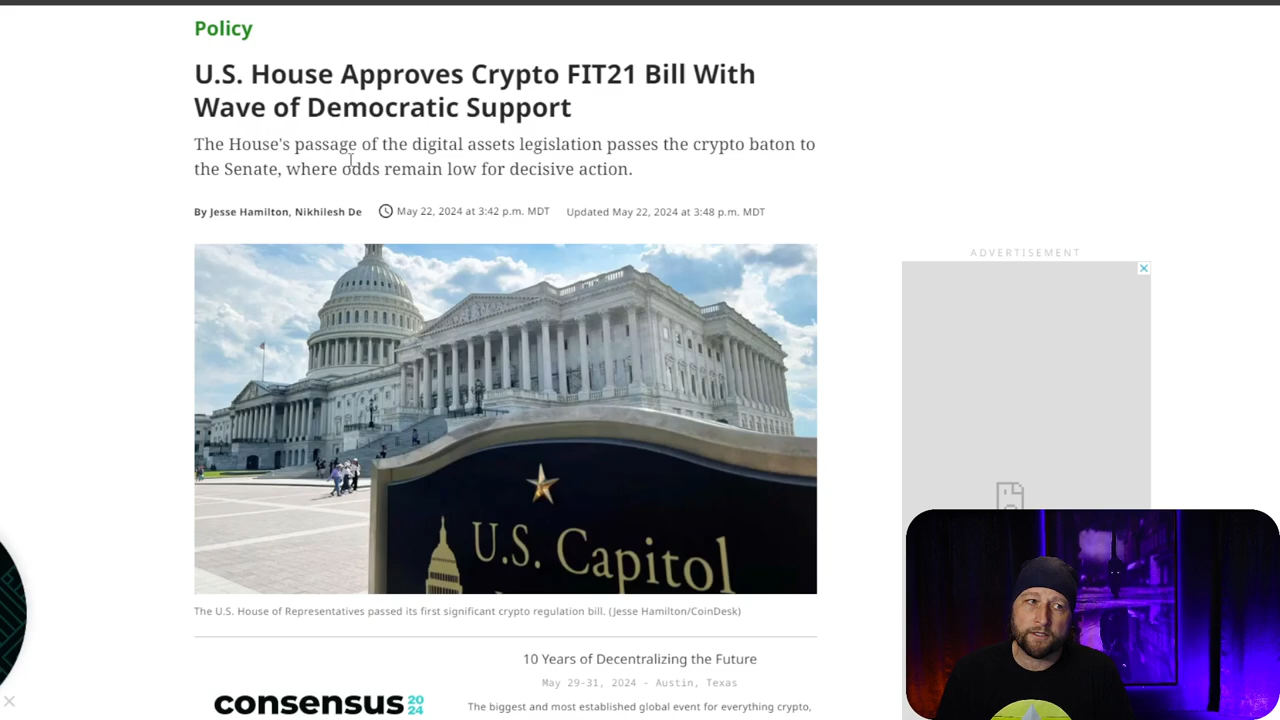 Policy
U.S. House Approves Crypto FIT21 Bill With
Wave of Democratic Support
The House's passage of the digital assets legislation passes the crypto baton to
the Senate, where odds remain low for decisive action.
By Jesse Hamilton, Nikhilesh De May 22, 2024 at 3:42 p.m. MDT Updated May 22, 2024 at 3:48 p.m. MDT
ADVERTISEMENT
U.S. Capitol
The U.S. House of Representatives passed its first significant crypto regulation bill. (Jesse Hamilton/CoinDesk)
10 Years of Decentralizing the Future
May 29-31, 2024 - Austin, Texas
consensus 2024
The biggest and most established global event for everything crypto,